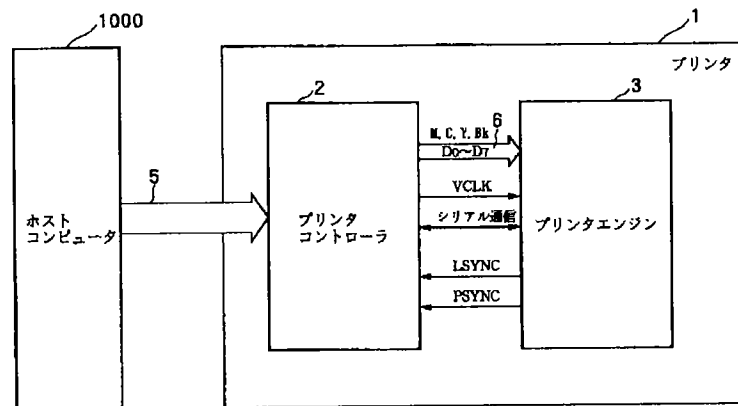 1000
1
プリンタ
2
3
M, C, Y, Bk
6
D0〜D7
5
VCLK
ホスト
コンピュータ
プリンタ
コントローラ
シリアル通信
プリンタエンジン
LSYNC
PSYNC